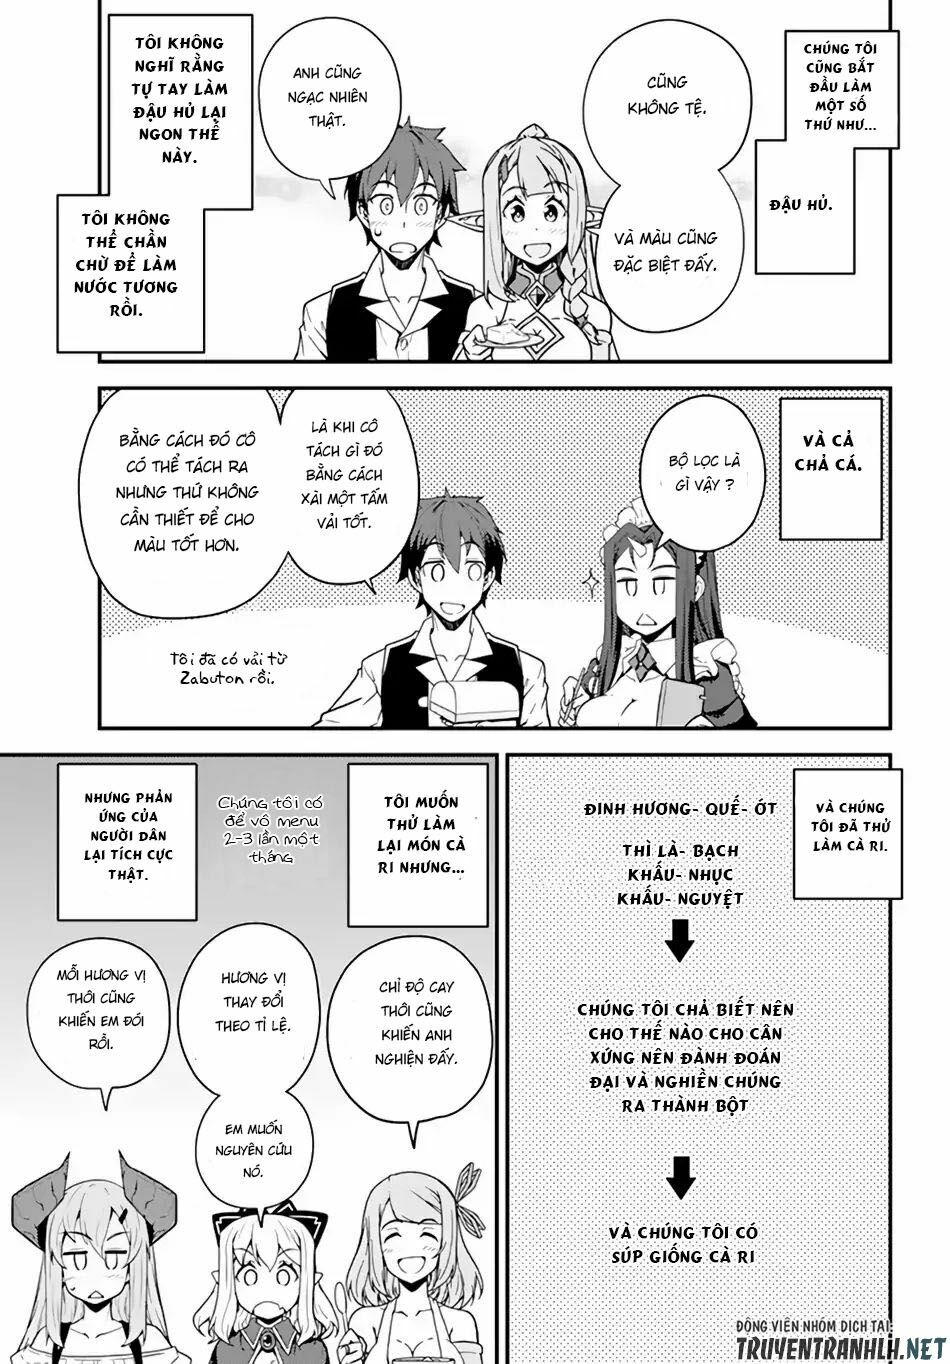 CHÚNG TÔI
CŨNG BẮT
ĐẦU LÀM
MỘT SỐ
THỨ NHƯ...
ĐẬU HỦ.
CŨNG
KHÔNG TỆ.
VÀ MÀU CŨNG
ĐẶC BIỆT ĐẤY.
ANH CŨNG
NGẠC NHIÊN
THẬT.
TÔI KHÔNG
NGHĨ RẰNG
TỰ TAY LÀM
ĐẬU HỦ LẠI
NGON THẾ
NÀY.
TÔI KHÔNG
THỂ CHẦN
CHỪ ĐỂ LÀM
NƯỚC TƯƠNG
RỒI.
VÀ CẢ
CHẢ CÁ.
BỘ LỌC LÀ
GÌ VẬY ?
LÀ KHI CÔ
TÁCH GÌ ĐÓ
BẰNG CÁCH
XÀI MỘT TẤM
VẢI TỐT.
BẰNG CÁCH ĐÓ CÔ
CÓ THỂ TÁCH RA
NHƯNG THỨ KHÔNG
CẦN THIẾT ĐỂ CHO
MÀU TỐT HƠN.
Tôi đã có vải từ
Zabuton rồi.
VÀ CHÚNG
TÔI ĐÃ THỬ
LÀM CÀ RI.
ĐINH HƯƠNG- QUẾ- ỚT
THÌ LÀ- BẠCH
KHẤU- NHỤC
KHẤU- NGUYỆT
CHÚNG TÔI CHẢ BIẾT NÊN
CHO THẾ NÀO CHO CÂN
XỨNG NÊN ĐÀNH ĐOÁN
ĐẠI VÀ NGHIỀN CHÚNG
RA THÀNH BỘT
VÀ CHÚNG TÔI CÓ
SÚP GIỐNG CÀ RI
TÔI MUỐN
THỬ LÀM
LẠI MÓN CÀ
RI NHƯNG...
Chúng tôi có
để vô menu
2-3 lần một
tháng
NHƯNG PHẢN
ỨNG CỦA
NGƯỜI DÂN
LẠI TÍCH CỰC
THẬT.
CHỈ ĐỘ CAY
THÔI CŨNG
KHIẾN ANH
NGHIỆN ĐẤY.
HƯƠNG VỊ
THAY ĐỔI
THEO TỈ LỆ.
EM MUỐN
NGUYÊN CỨU
NÓ.
MỖI HƯƠNG VỊ
THÔI CŨNG
KHIẾN EM ĐÓI
RỒI.
ĐỘNG VIÊN NHÓM DỊCH TẠI:
TRUYENTRANHLH.NET